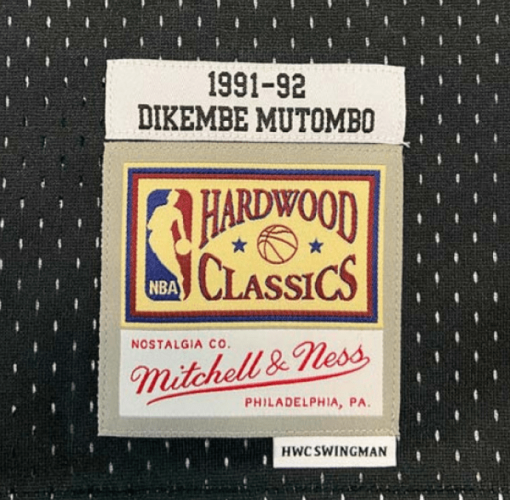 1991-92
DIKEMBE MUTOMBO
HARDWOOD
CLASSICS
NBA
NOSTALGIA CO.
Mitchell & Ness
PHILADELPHIA, PA.
HWC SWINGMAN